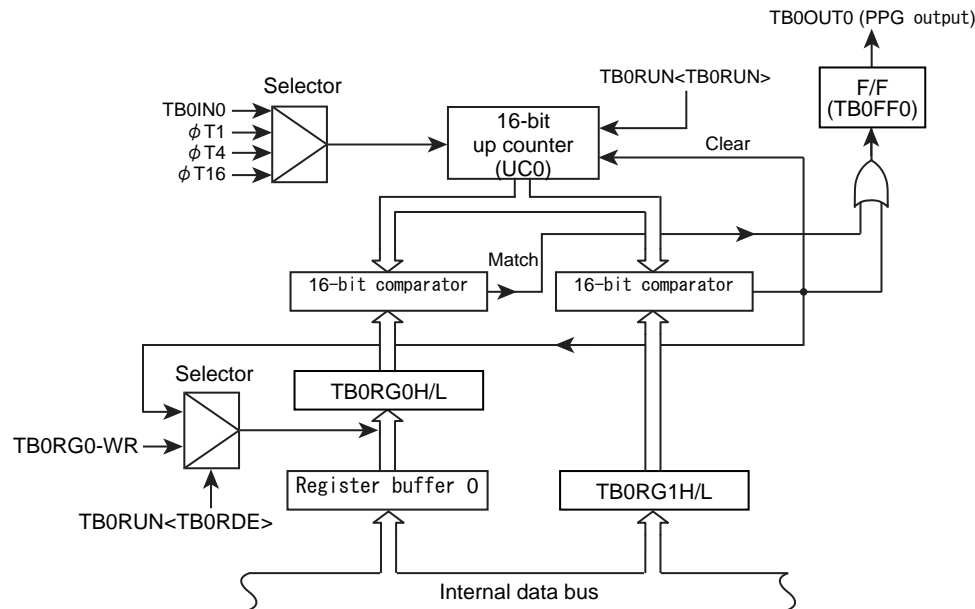 TB0OUT0 (PPG output)
F/F
(TB0FF0)
TB0RUN<TB0RUN>
Selector
TB0IN0
ϕT1
ϕT4
ϕT16
16-bit
up counter
(UC0)
Clear
Match
16-bit comparator
16-bit comparator
Selector
TB0RG0H/L
TB0RG0-WR
Register buffer 0
TB0RG1H/L
TB0RUN<TB0RDE>
Internal data bus